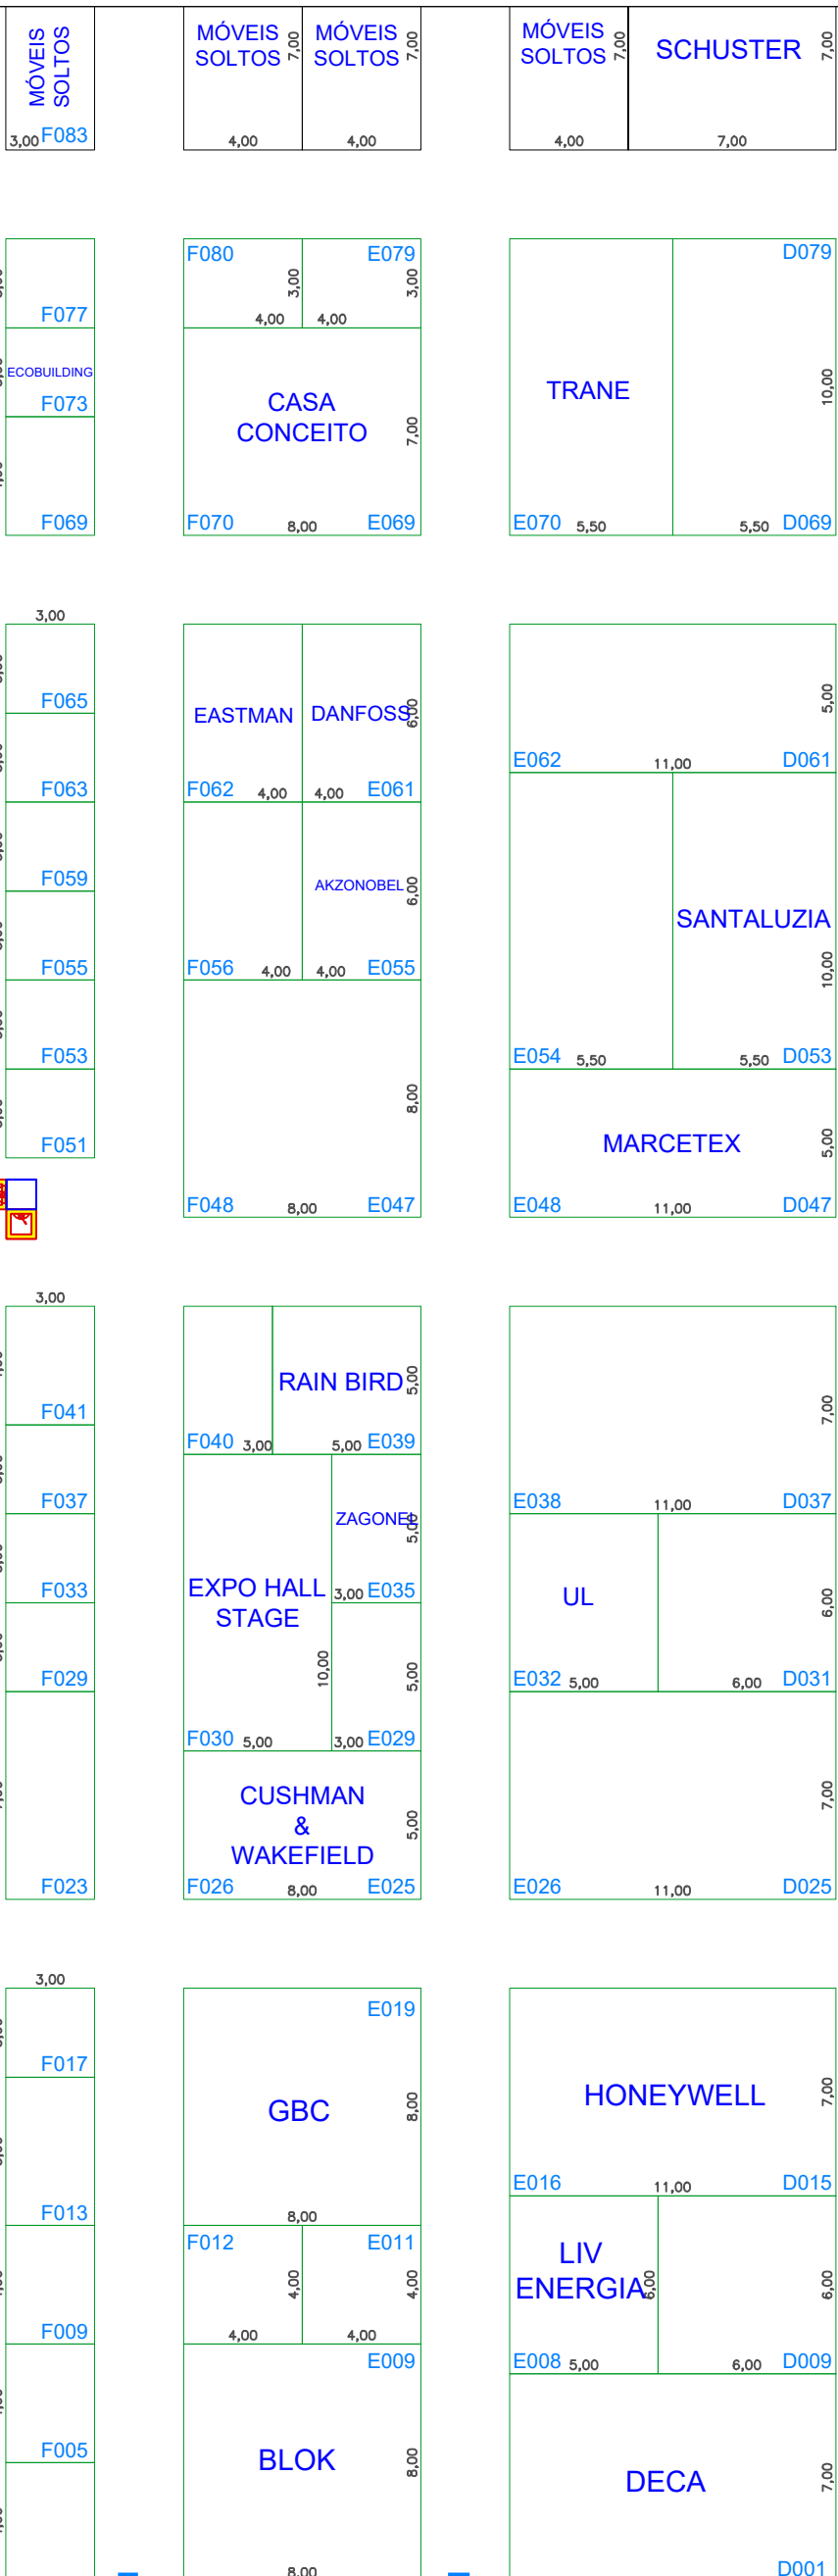 MÓVEIS
SOLTOS
3,00
F083
MÓVEIS
SOLTOS
7,00
4,00
MÓVEIS
SOLTOS
7,00
4,00
MÓVEIS
SOLTOS
7,00
4,00
SCHUSTER
7,00
7,00
F077
ECOBUILDING
F073
F069
F080
3,00
4,00
E079
3,00
4,00
CASA
CONCEITO
7,00
F070
8,00
E069
TRANE
E070
5,50
D079
10,00
5,50
D069
3,00
F065
F063
F059
F055
F053
F051
EASTMAN
F062
4,00
DANFOSS
6,00
4,00
E061
F056
4,00
AKZONOBEL
6,00
4,00
E055
8,00
F048
8,00
E047
5,00
E062
11,00
D061
E054
5,50
SANTALUZIA
10,00
5,50
D053
MARCETEX
5,00
E048
11,00
D047
3,00
F041
F037
F033
F029
F023
F040
3,00
RAIN BIRD
5,00
5,00
E039
EXPO HALL
STAGE
10,00
F030
5,00
ZAGONEL
5,00
3,00
E035
5,00
3,00
E029
CUSHMAN
&
WAKEFIELD
5,00
F026
8,00
E025
7,00
E038
11,00
D037
UL
E032
5,00
6,00
6,00
D031
7,00
E026
11,00
D025
3,00
F017
F013
F009
F005
E019
GBC
8,00
8,00
F012
4,00
4,00
E011
4,00
4,00
E009
BLOK
8,00
8,00
HONEYWELL
7,00
E016
11,00
D015
LIV
ENERGIA
6,00
E008
5,00
6,00
6,00
D009
DECA
7,00
D001